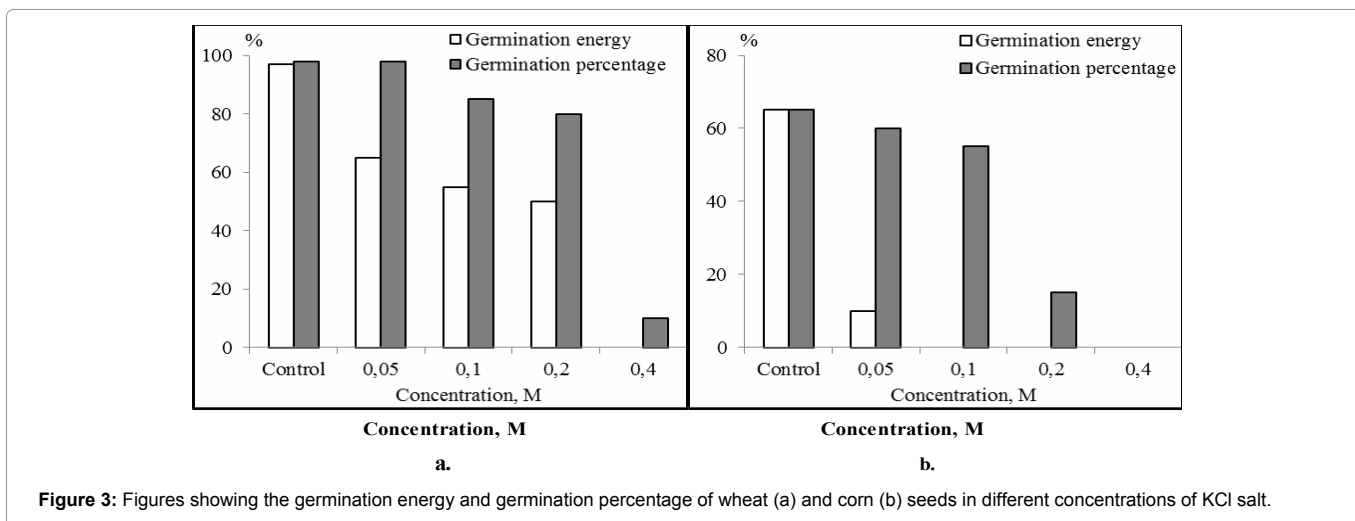 %
Germination energy
Germination percentage
100
80
60
40
20
0
Control 0,05 0,1 0,2 0,4
Concentration, M
Concentration, M
a.
%
Germination energy
Germination percentage
80
60
40
20
0
Control 0,05 0,1 0,2 0,4
Concentration, M
Concentration, M
b.
Figure 3: Figures showing the germination energy and germination percentage of wheat (a) and corn (b) seeds in different concentrations of KCl salt.